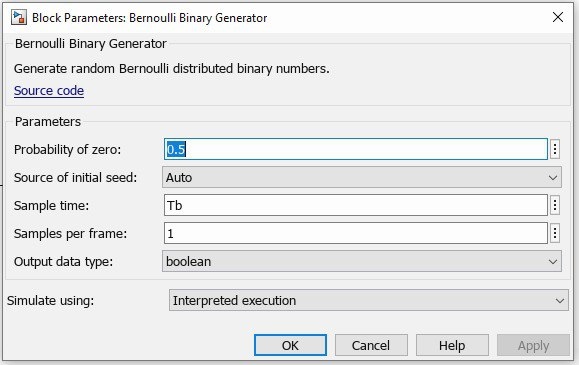 Block Parameters: Bernoulli Binary Generator
Bernoulli Binary Generator
Generate random Bernoulli distributed binary numbers.
Source code
Parameters
Probability of zero: 0.5
Source of initial seed: Auto
Sample time: Tb
Samples per frame: 1
Output data type: boolean
Simulate using: Interpreted execution
OK Cancel Help Apply